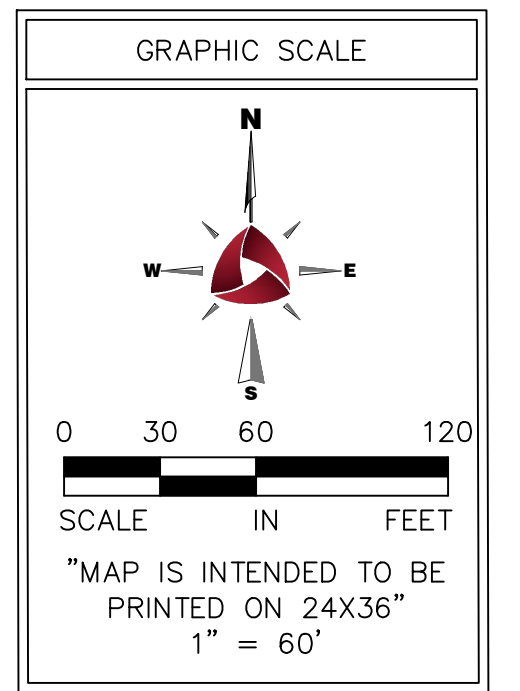 GRAPHIC SCALE
N
W E
S
0 30 60 120
SCALE IN FEET
"MAP IS INTENDED TO BE
PRINTED ON 24X36"
1" = 60'